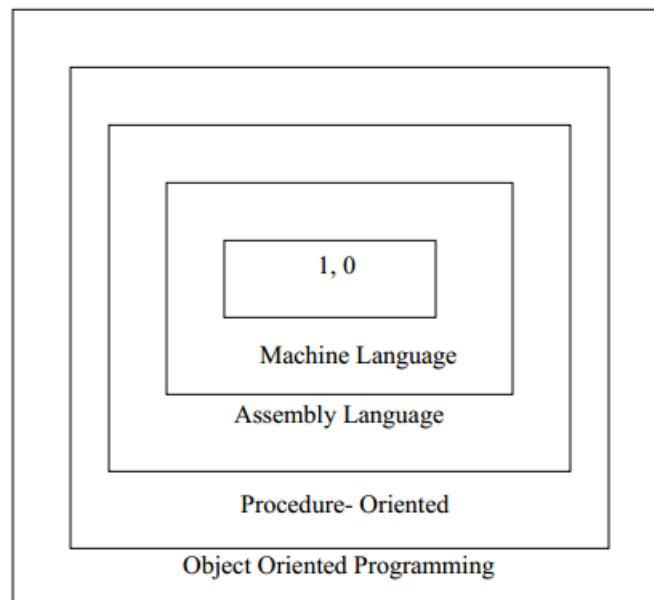 1, 0
Machine Language
Assembly Language
Procedure- Oriented
Object Oriented Programming